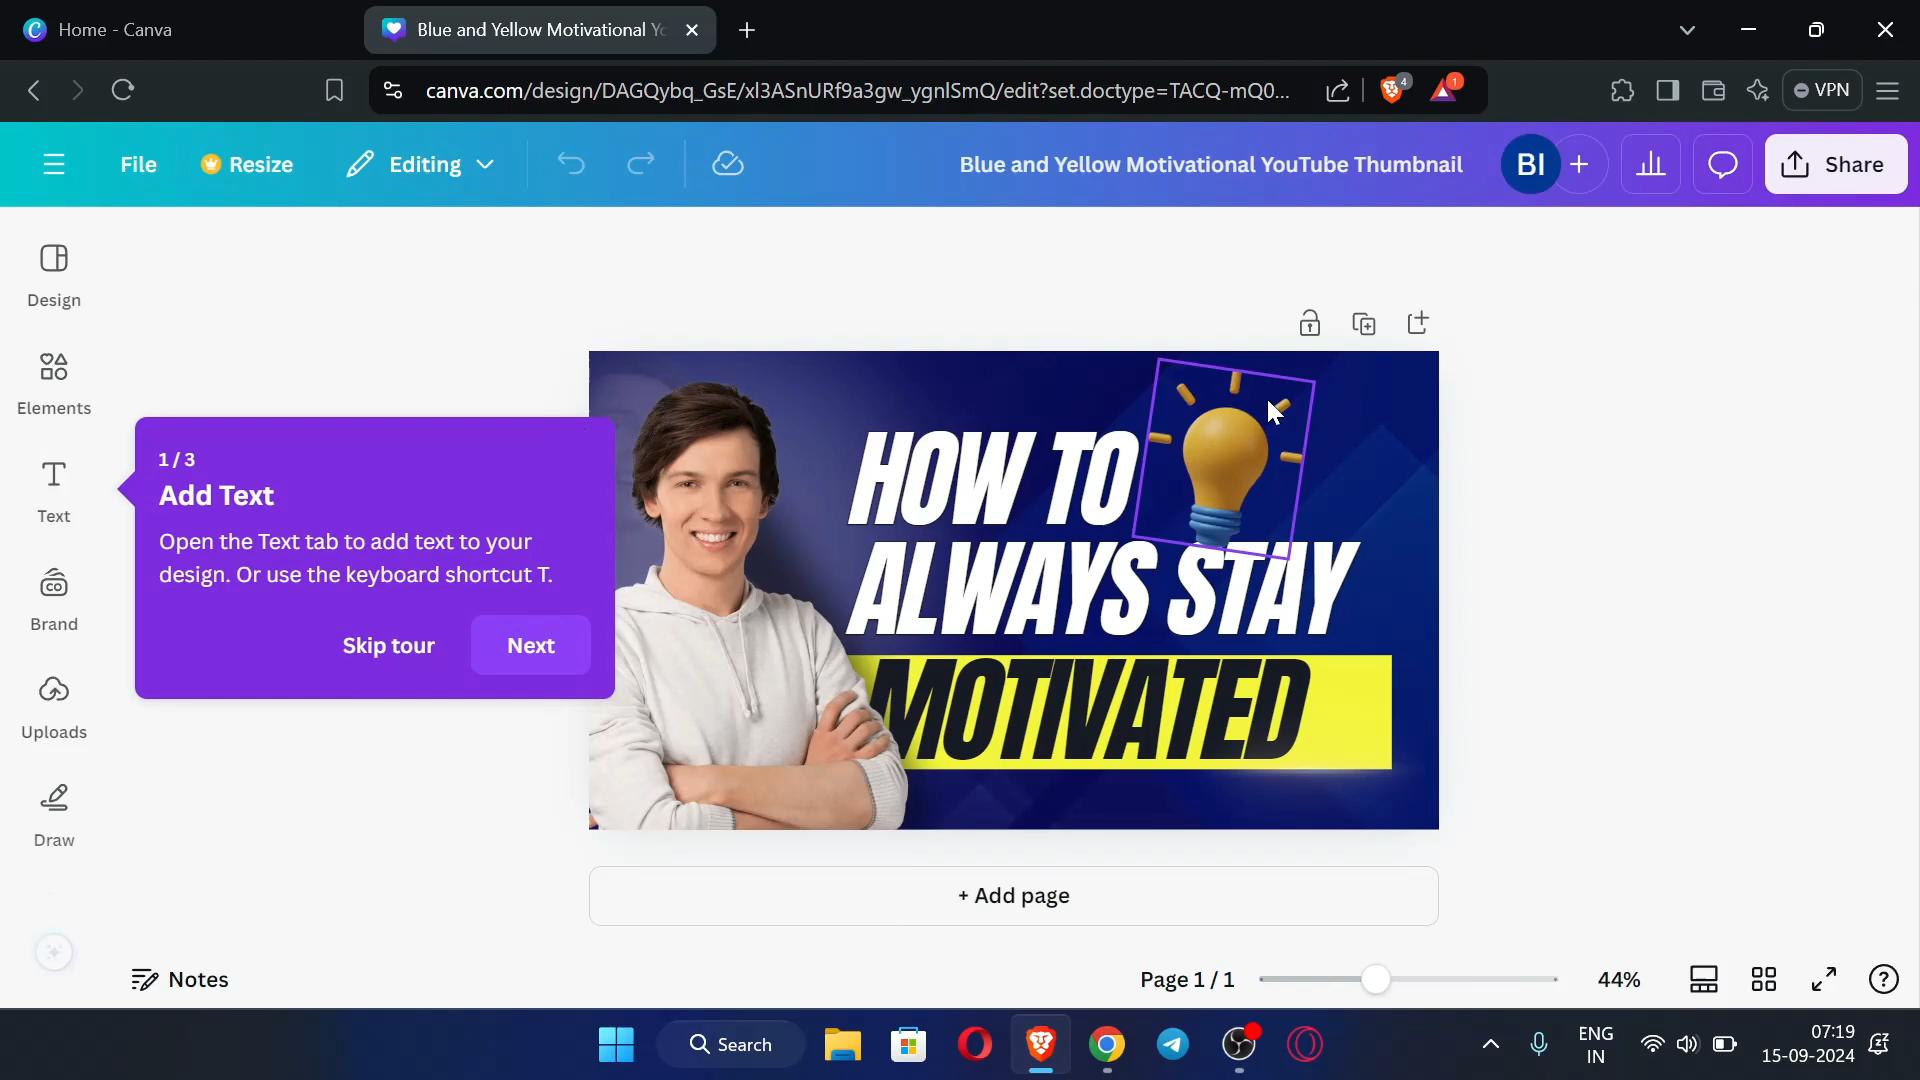 Home - Canva
Blue and Yellow Motivational Yo
canva.com/design/DAGQybq_GsE/xl3ASnURf9a3gw_ygnlSmQ/edit?set.doctype=TACQ-mQ0...
4
1
VPN
File
Resize
Editing
Blue and Yellow Motivational YouTube Thumbnail
BI
Share
Design
Elements
Text
Brand
Uploads
Draw
1 / 3
Add Text
Open the Text tab to add text to your
design. Or use the keyboard shortcut T.
Skip tour
Next
HOW TO
ALWAYS STAY
MOTIVATED
+ Add page
Notes
Page 1 / 1
44%
Search
ENG
IN
07:19
15-09-2024